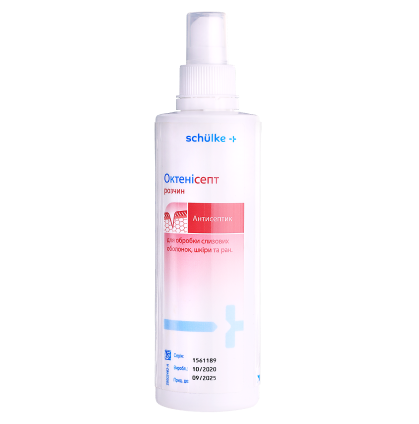 schülke -+
Октенісепт
розчин
Антисептик
Для обробки слизових
оболонок, шкіри та ран.
Серія: 1561189
Виробл.: 10/2020
Прид. до: 09/2025